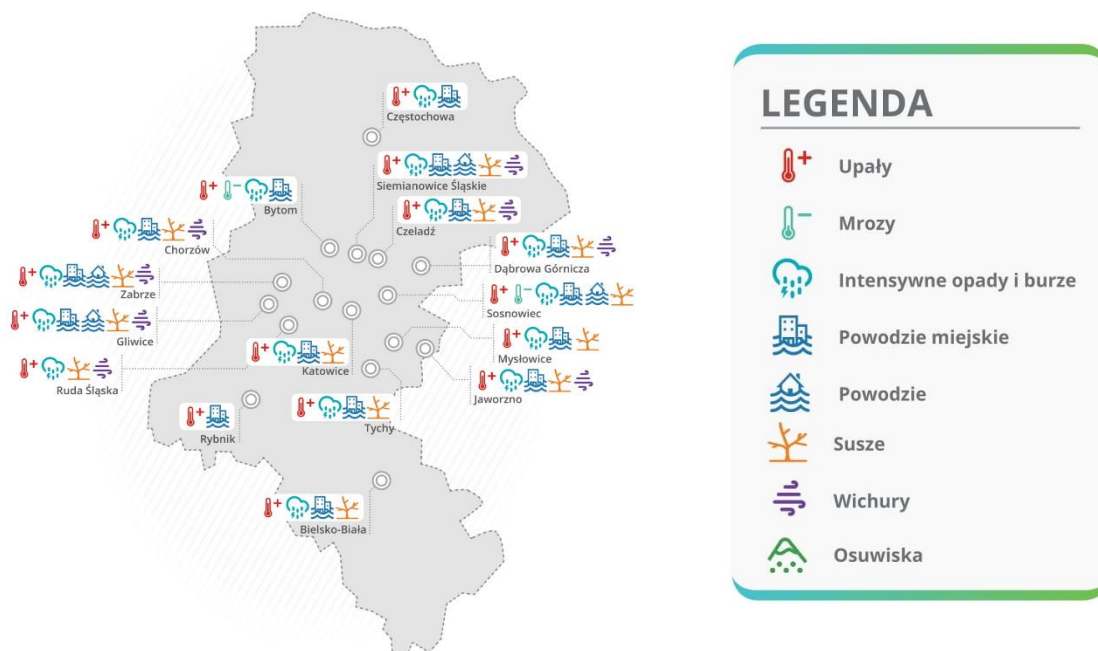 Częstochowa
Siemianowice Śląskie
Bytom
Czeladź
Chorzów
Dąbrowa Górnicza
Zabrze
Sosnowiec
Gliwice
Mysłowice
Katowice
Ruda Śląska
Jaworzno
Tychy
Rybnik
Bielsko-Biała
LEGENDA
Upały
Mrozy
Intensywne opady i burze
Powodzie miejskie
Powodzie
Susze
Wichury
Osuwiska